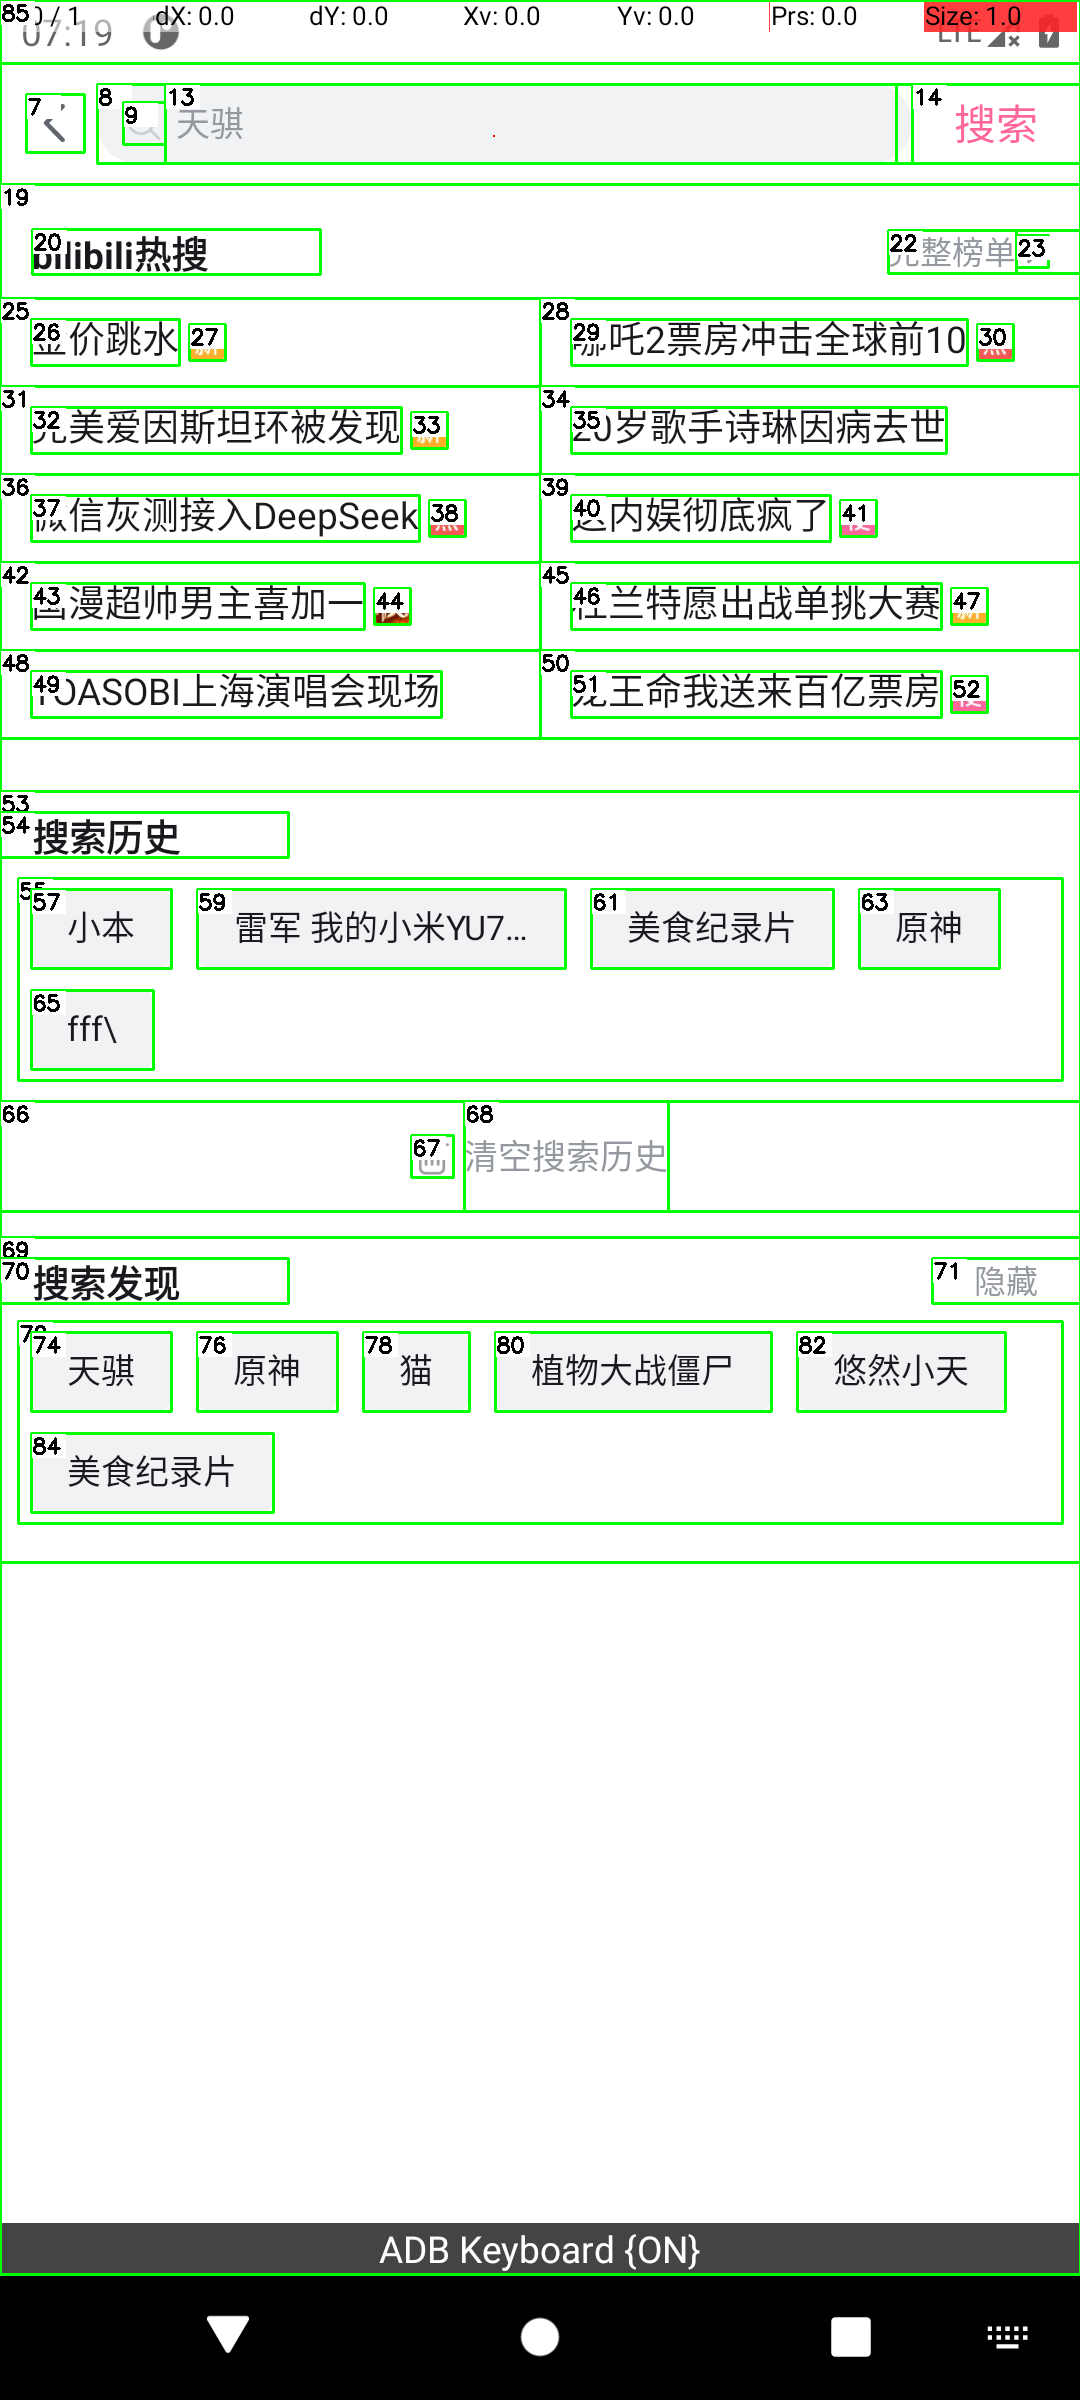 85 0 / 1 dX: 0.0 dY: 0.0 Xv: 0.0 Yv: 0.0 Prs: 0.0 Size: 1.0
07:19 LTE
7 8 9 13 天骐 14 搜索
19
20 bilibili热搜 22 完整榜单 23
25 26 金价跳水 27 新 28 29 哪吒2票房冲击全球前10 30 热
31 32 完美爱因斯坦环被发现 33 新 34 35 20岁歌手诗琳因病去世
36 37 微信灰测接入DeepSeek 38 热 39 40 这内娱彻底疯了 41 梗
42 43 国漫超帅男主喜加一 44 45 46 杜兰特愿出战单挑大赛 47 新
48 49 YOASOBI上海演唱会现场 50 51 龙王命我送来百亿票房 52 梗
53
54 搜索历史
55
57 小本 59 雷军 我的小米YU7... 61 美食纪录片 63 原神
65 fff\
66 67 68 清空搜索历史
69
70 搜索发现 71 隐藏
74 天骐 76 原神 78 猫 80 植物大战僵尸 82 悠然小天
84 美食纪录片
ADB Keyboard {ON}